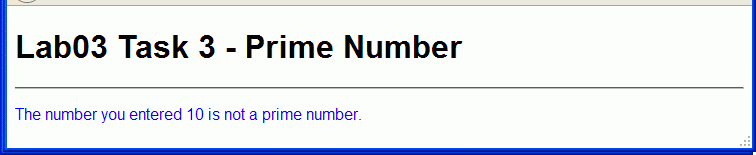 Lab03 Task 3 - Prime Number
The number you entered 10 is not a prime number.